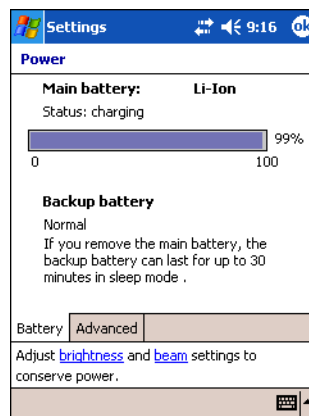 Settings 9:16 ok
Power
Main battery: Li-Ion
Status: charging
99%
0 100
Backup battery
Normal
If you remove the main battery, the
backup battery can last for up to 30
minutes in sleep mode .
Battery Advanced
Adjust brightness and beam settings to
conserve power.